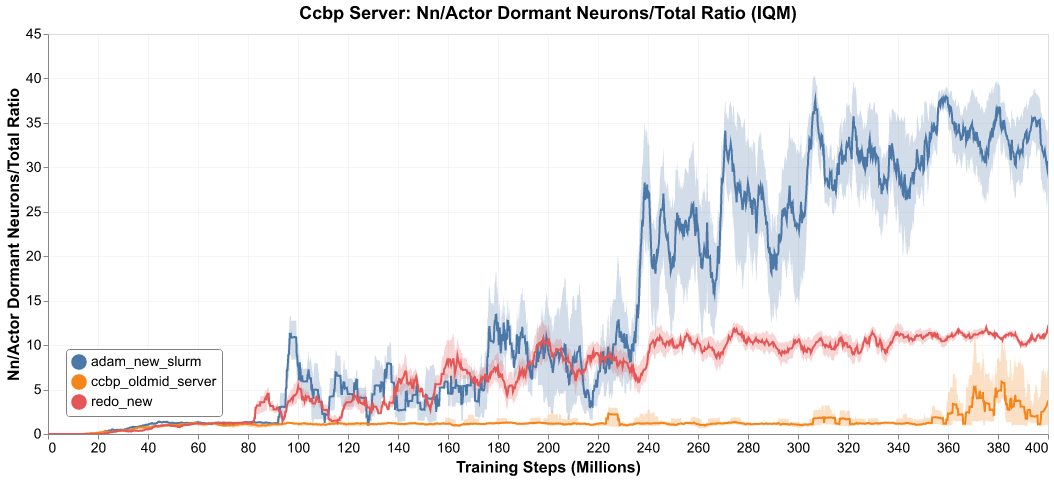 Ccbp Server: Nn/Actor Dormant Neurons/Total Ratio (IQM)
Nn/Actor Dormant Neurons/Total Ratio
45
40
35
30
25
20
15
10
5
0
adam_new_slurm
ccbp_oldmid_server
redo_new
0 20 40 60 80 100 120 140 160 180 200 220 240 260 280 300 320 340 360 380 400
Training Steps (Millions)